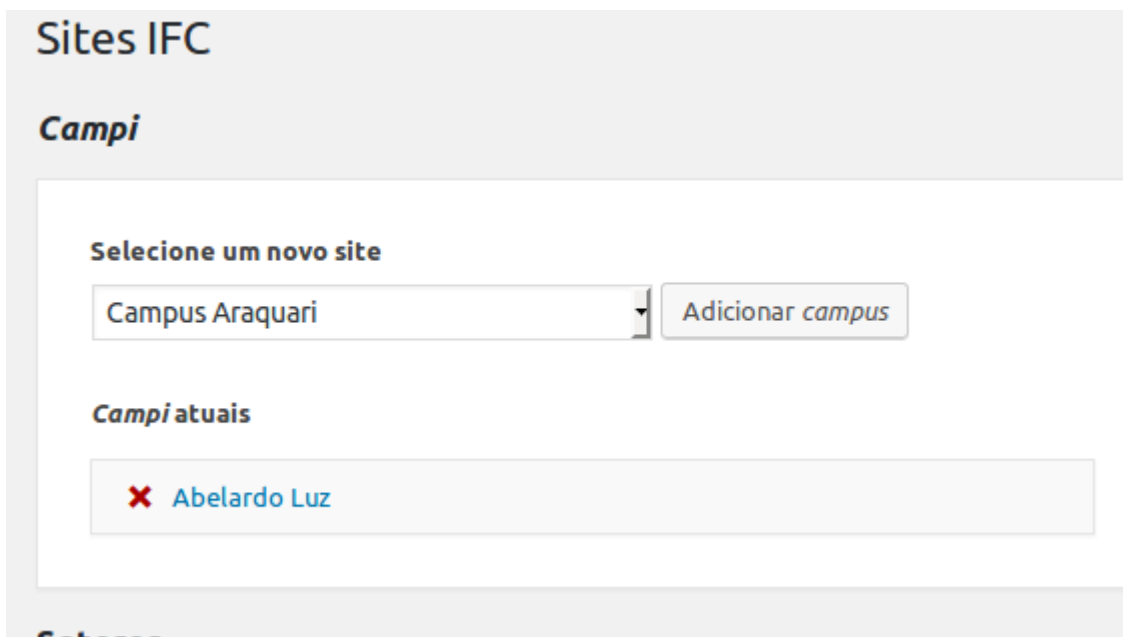 Sites IFC
Campi
Selecione um novo site
Campus Araquari
Adicionar campus
Campi atuais
Abelardo Luz